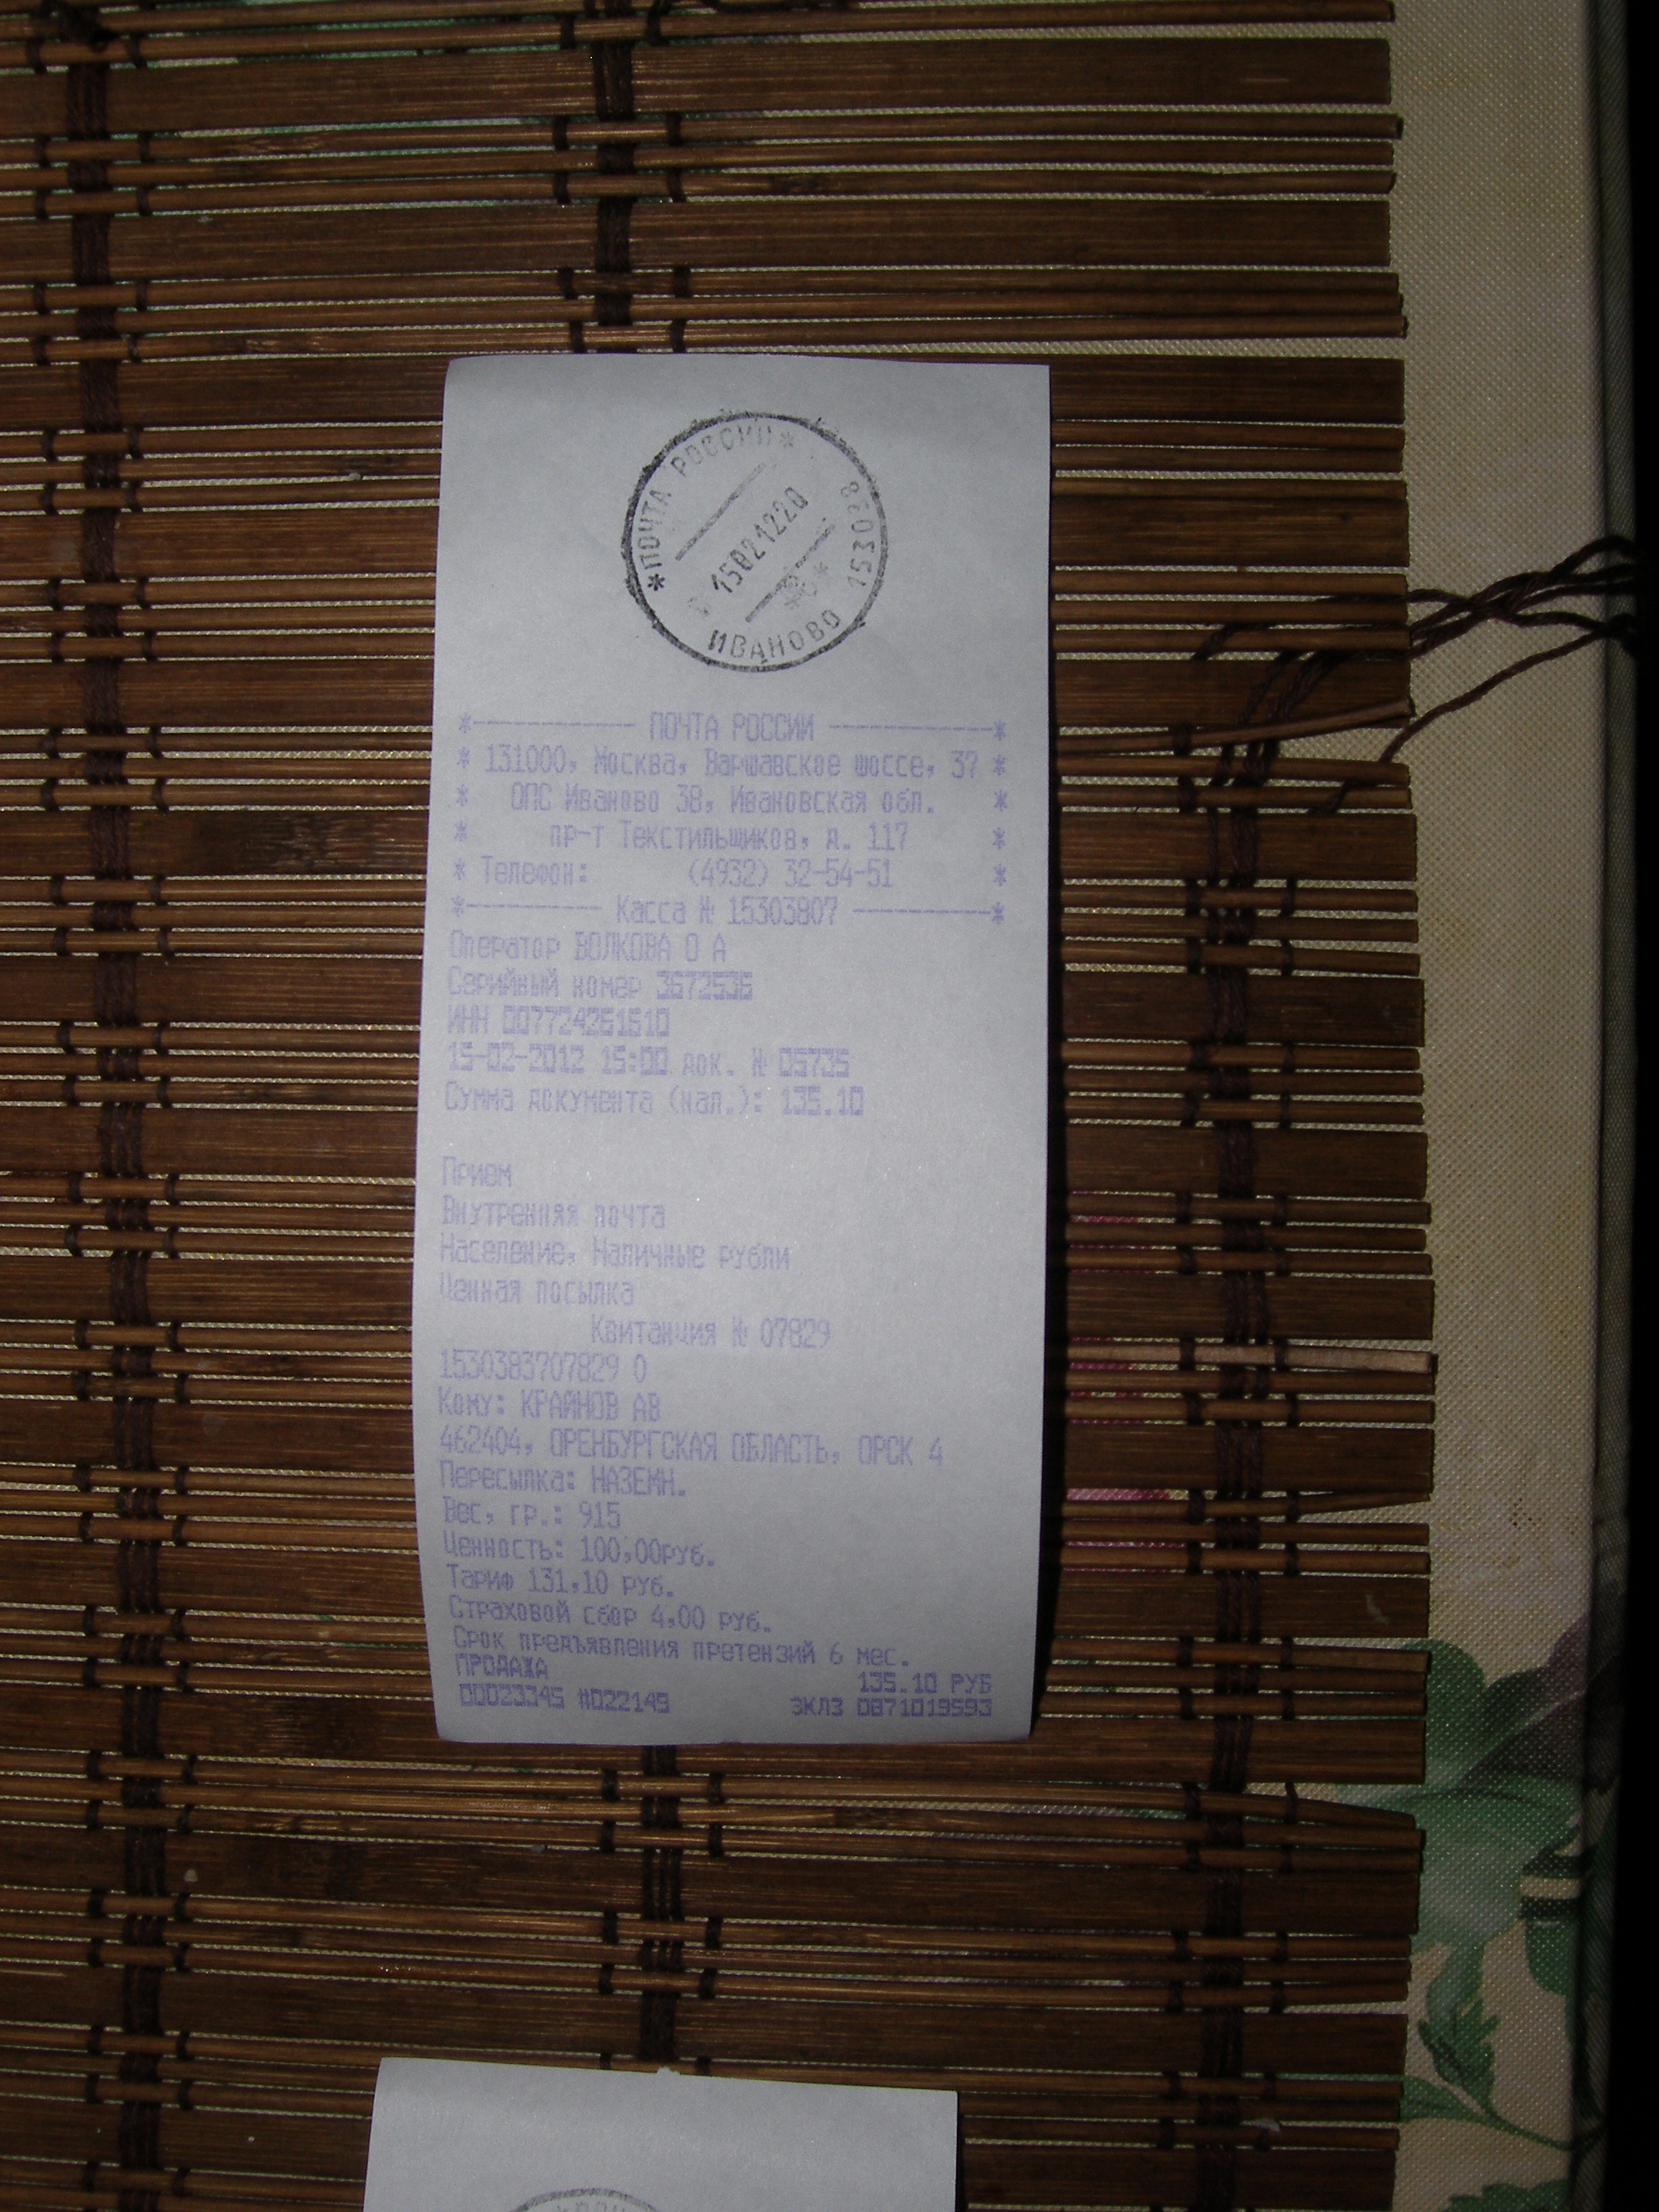 *ПОЧТА РОССИИ*
15021220
ИВАНОВО 153038
*----------- ПОЧТА РОССИИ -----------*
* 131000, Москва, Варшавское шоссе, 37 *
* ОПС Иваново 38, Ивановская обл. *
* пр-т Текстильщиков, д. 117 *
* Телефон: (4932) 32-54-51 *
*--------- Касса № 15303807 ----------*
Оператор ВОЛКОВА О А
Серийный номер 3672536
ИНН 007724261610
15-02-2012 15:00 док. № 05735
Сумма документа (нал.): 135.10
Прием
Внутренняя почта
Население, Наличные рубли
Ценная посылка
Квитанция № 07829
1530383707829 0
Кому: КРАЙНОВ АВ
462404, ОРЕНБУРГСКАЯ ОБЛАСТЬ, ОРСК 4
Пересылка: НАЗЕМН.
Вес, гр.: 915
Ценность: 100,00руб.
Тариф 131,10 руб.
Страховой сбор 4,00 руб.
Срок предъявления претензий 6 мес.
ПРОДАЖА 135.10 РУБ
00023345 #022149 ЭКЛЗ 0871019593